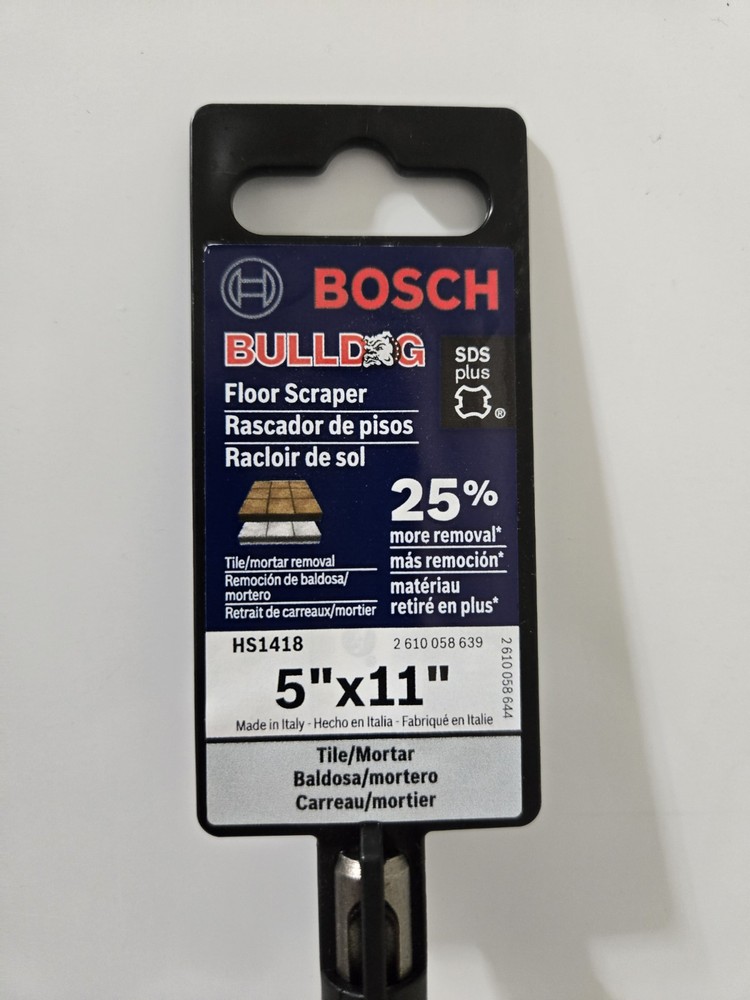 BOSCH
BULLDOG
SDS
plus
®
Floor Scraper
Rascador de pisos
Racloir de sol
25%
more removal*
más remoción*
matériau
retiré en plus*
Tile/mortar removal
Remoción de baldosa/
mortero
Retrait de carreaux/mortier
HS1418
2 610 058 639
2 610 058 644
5"x11"
Made in Italy - Hecho en Italia - Fabriqué en Italie
Tile/Mortar
Baldosa/mortero
Carreau/mortier